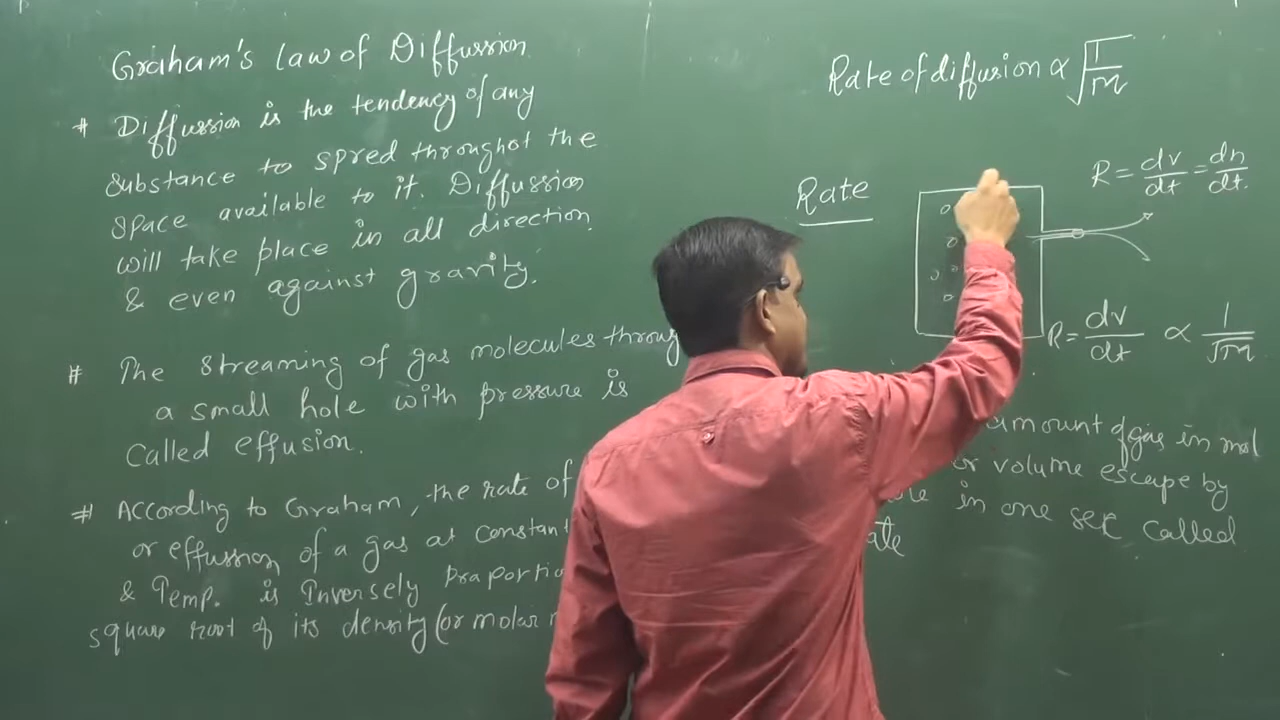 Graham's Law of Diffussion
# Diffussion is the tendency of any
substance to spred throughot the
space available to it. Diffussion
will take place in all direction
& even against gravity.
# The streaming of gas molecules throug
a small hole with pressure is
called effusion.
# According to Graham, the rate of
or effussion of a gas at constant
& Temp. is Inversely praportio
square root of its density (or molar m
Rate of diffusion ∝ √1/m
R = dv/dt = dn/dt.
Rate
R = dv/dt ∝ 1/√m
amount of gas in mol
or volume escape by
in one sec called